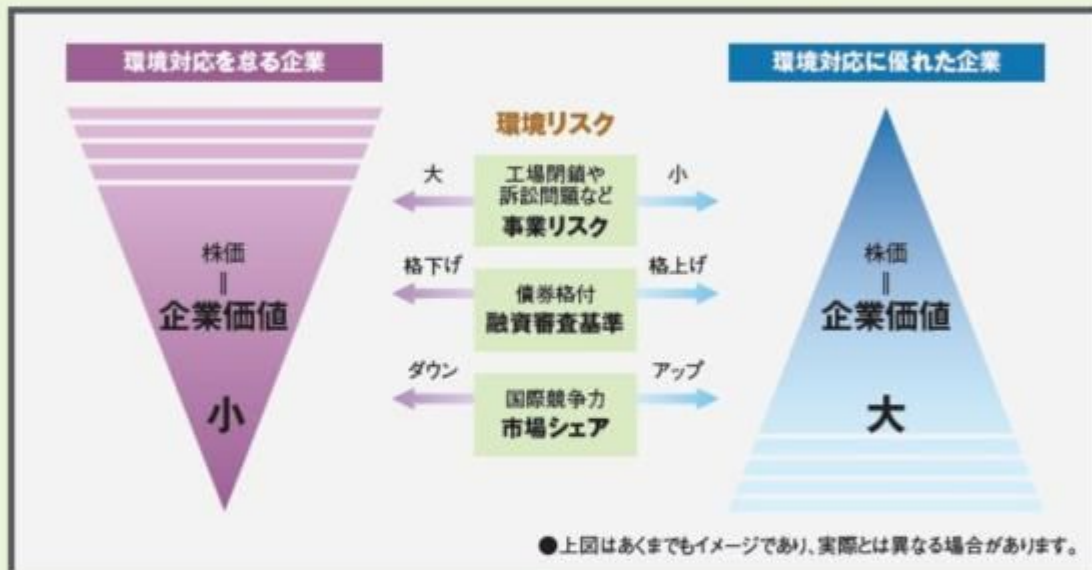 環境対応を怠る企業
環境対応に優れた企業
環境リスク
大
工場閉鎖や
訴訟問題など
事業リスク
小
格下げ
債券格付
融資審査基準
格上げ
ダウン
国際競争力
市場シェア
アップ
株価
||
企業価値
小
株価
||
企業価値
大
●上図はあくまでもイメージであり、実際とは異なる場合があります。